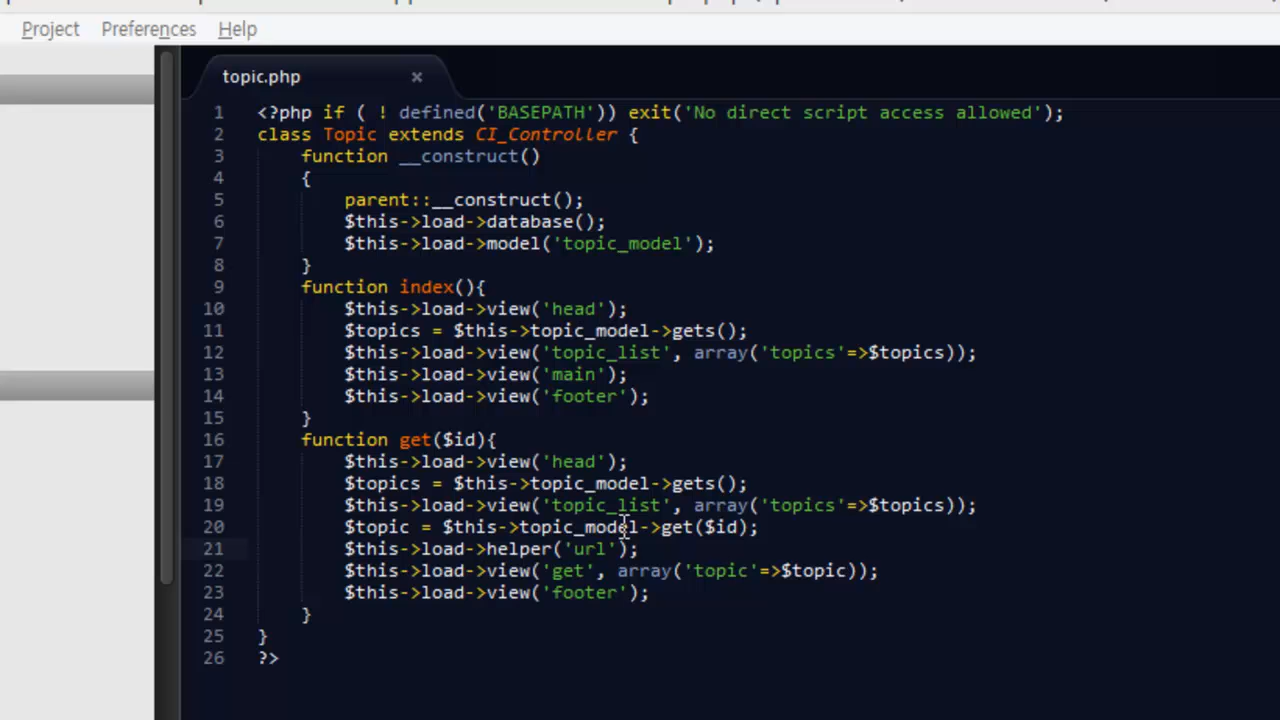 Project Preferences Help
topic.php ×
1 <?php if ( ! defined('BASEPATH')) exit('No direct script access allowed');
2 class Topic extends CI_Controller {
3 function __construct()
4 {
5 parent::__construct();
6 $this->load->database();
7 $this->load->model('topic_model');
8 }
9 function index(){
10 $this->load->view('head');
11 $topics = $this->topic_model->gets();
12 $this->load->view('topic_list', array('topics'=>$topics));
13 $this->load->view('main');
14 $this->load->view('footer');
15 }
16 function get($id){
17 $this->load->view('head');
18 $topics = $this->topic_model->gets();
19 $this->load->view('topic_list', array('topics'=>$topics));
20 $topic = $this->topic_model->get($id);
21 $this->load->helper('url');
22 $this->load->view('get', array('topic'=>$topic));
23 $this->load->view('footer');
24 }
25 }
26 ?>